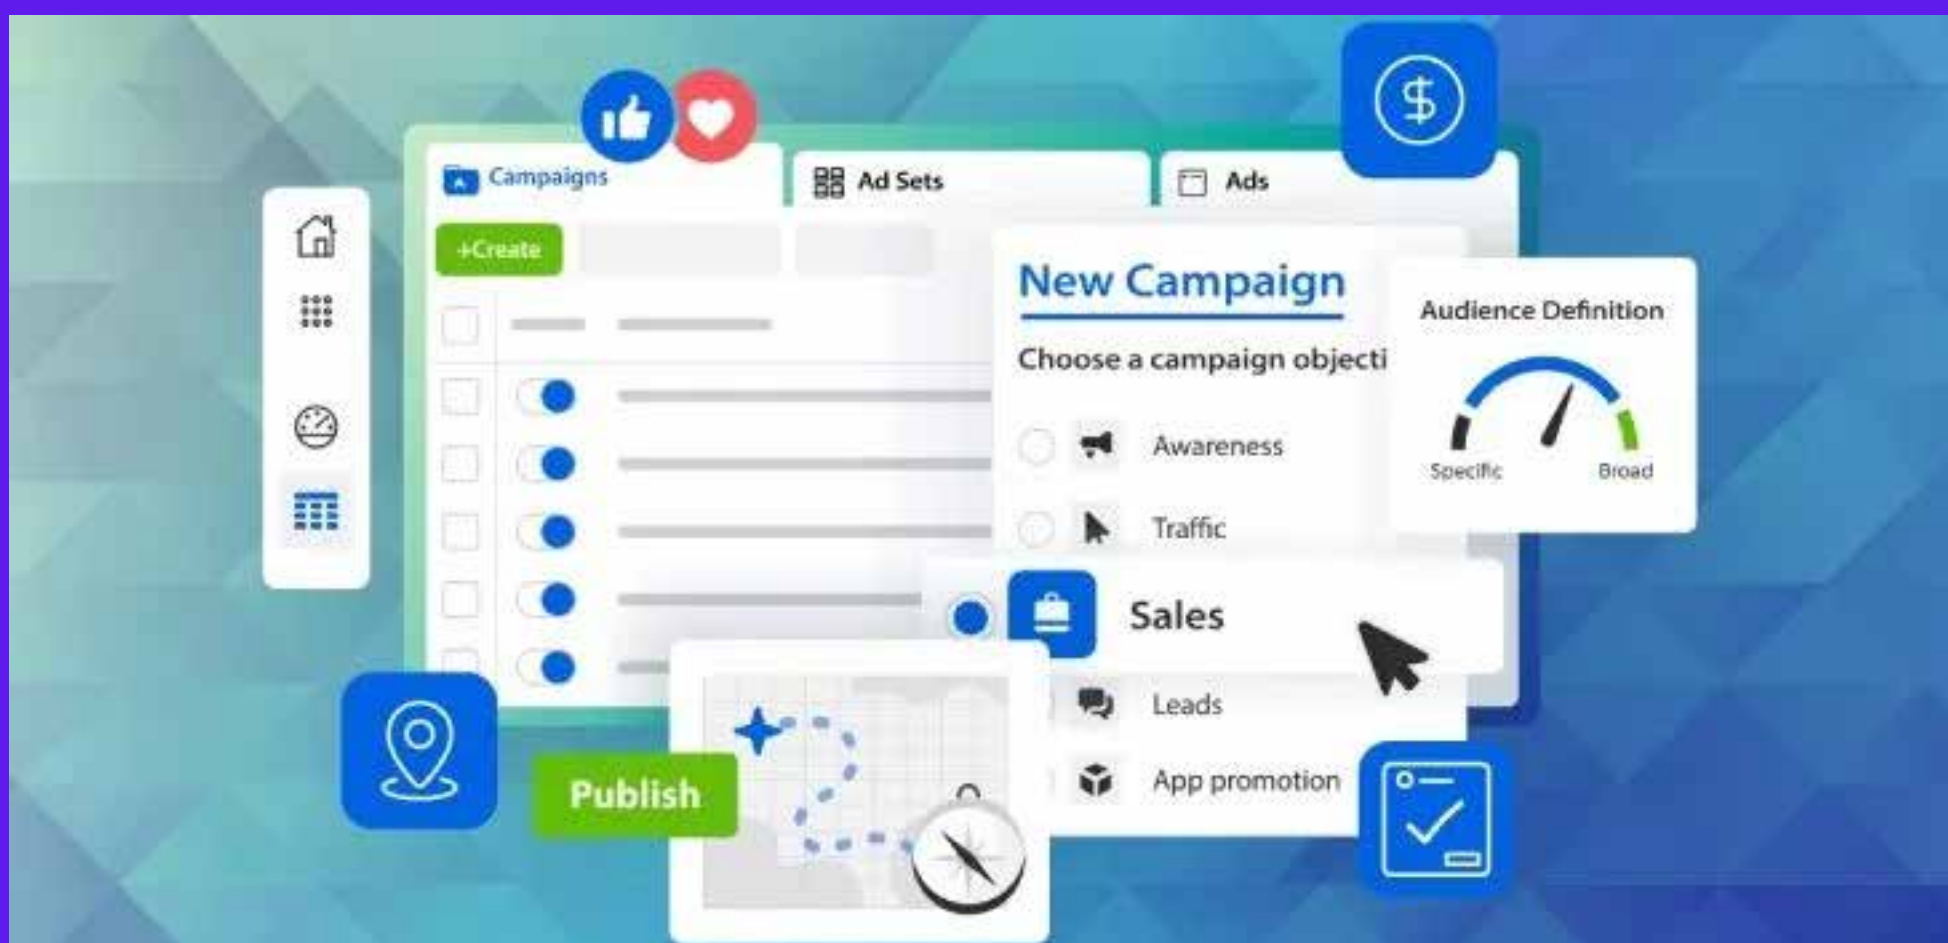 Campaigns
Ad Sets
Ads
+Create
New Campaign
Choose a campaign objecti
Awareness
Traffic
Sales
Leads
App promotion
Audience Definition
Specific
Broad
Publish
$